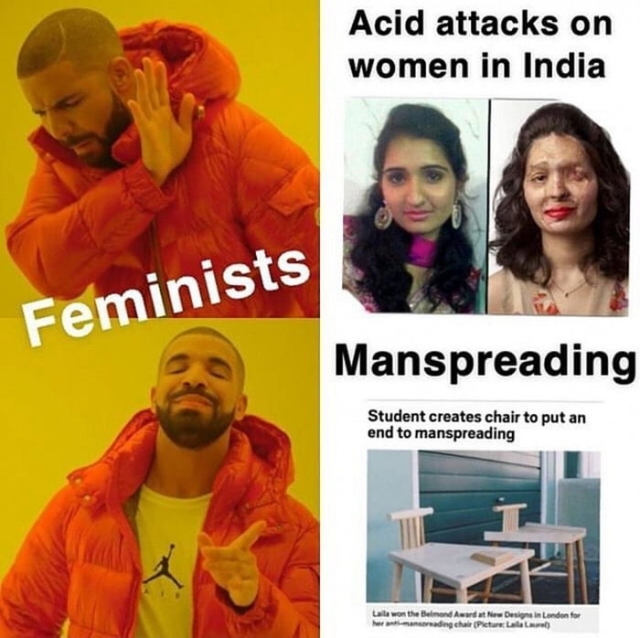 Acid attacks on
women in India
Feminists
Manspreading
Student creates chair to put an
end to manspreading
AIR
Laila won the Belmond Award at New Designs in London for
her anti-manspreading chair (Picture: Laila Laurel)